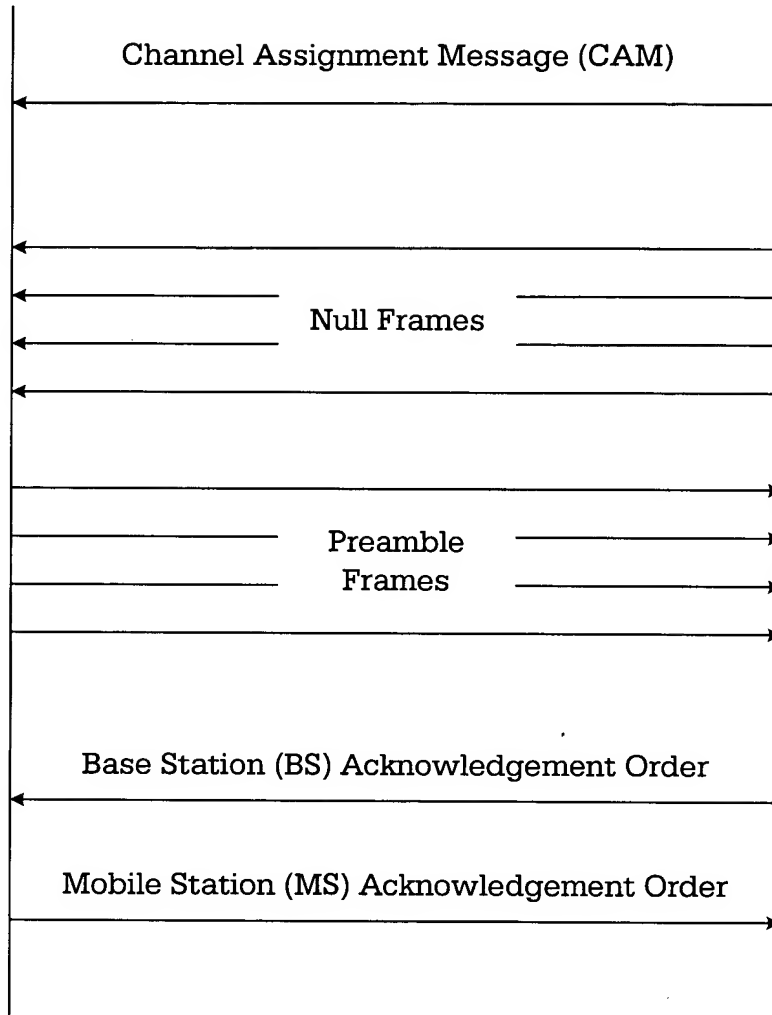 Channel Assignment Message (CAM)
Null Frames
Preamble
Frames
Base Station (BS) Acknowledgement Order
Mobile Station (MS) Acknowledgement Order